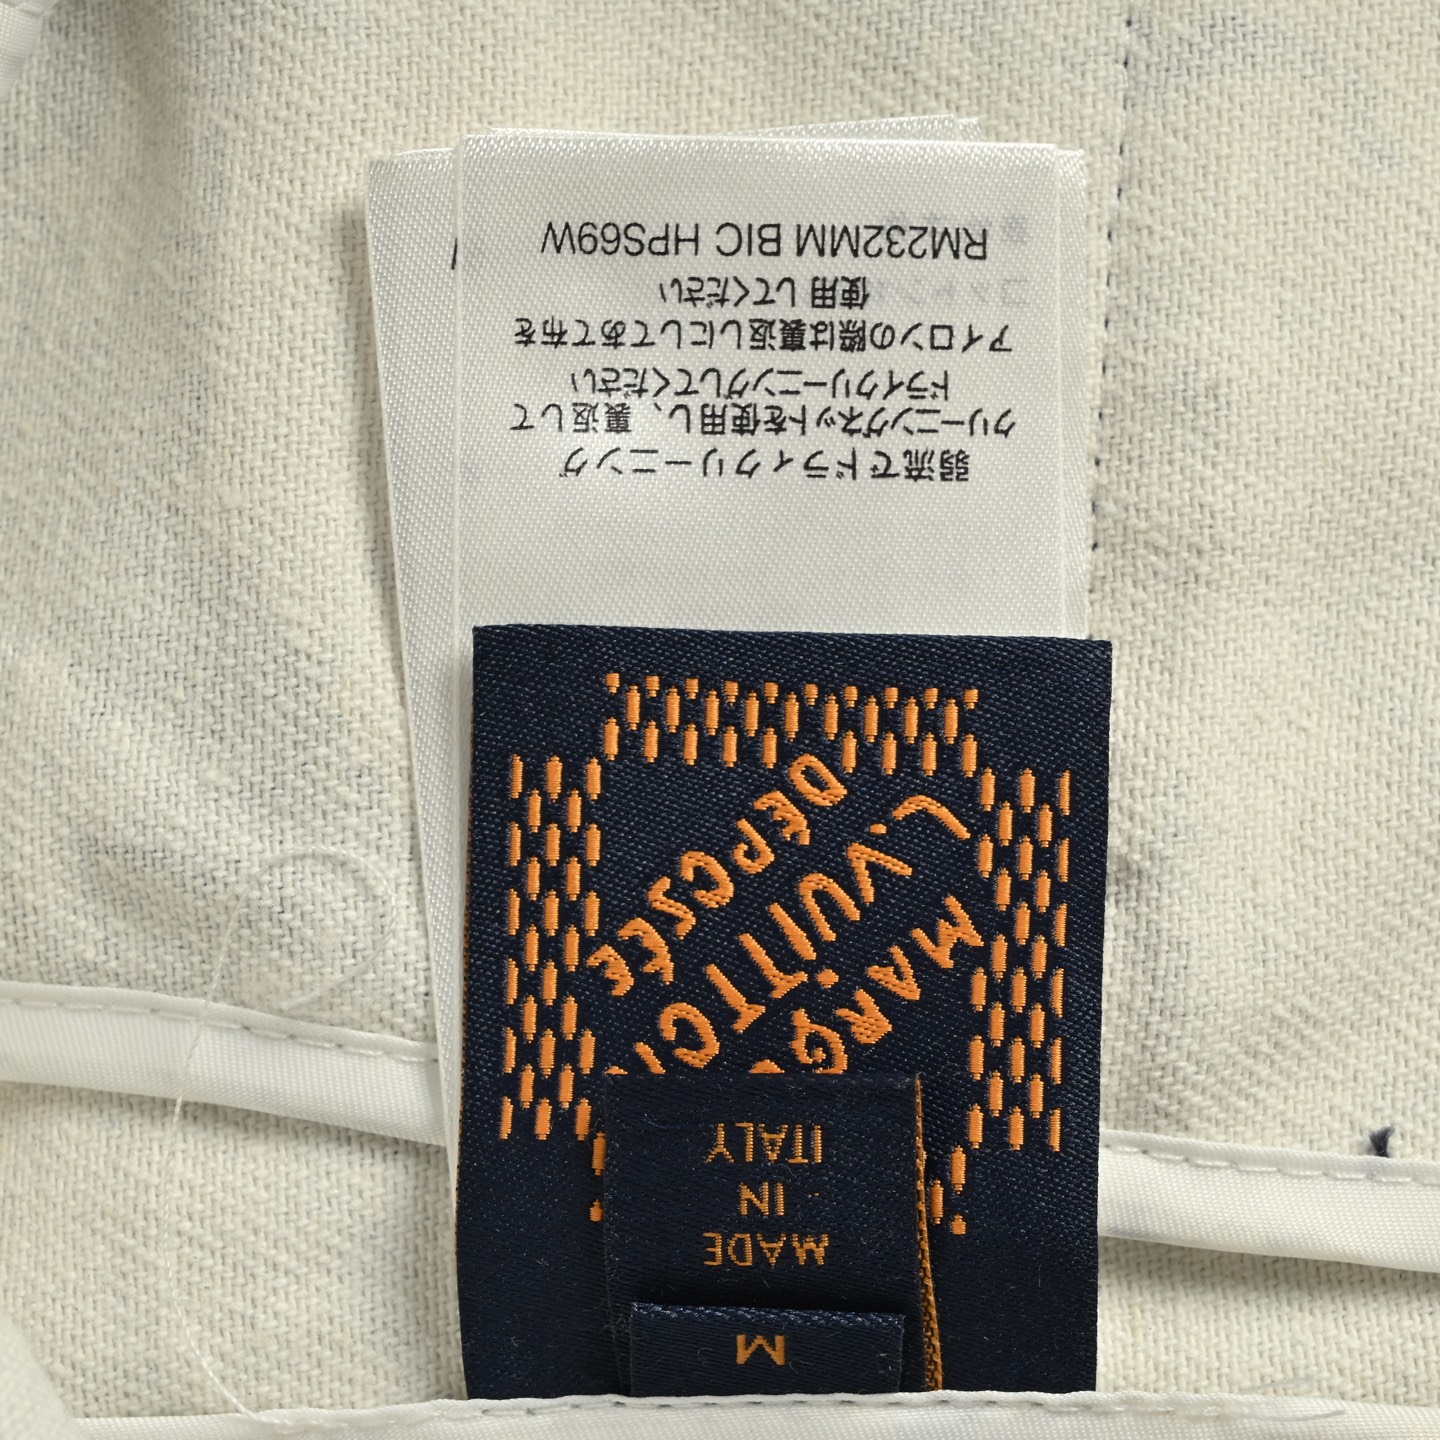 M
MADE
IN
ITALY
MARQUE
L.VUITTO
DEPOSÉE
弱流でドライクリーニング
クリーニングネットを使用し、裏返して
ドライクリーニングしてください
アイロンの際は裏返しにしてあて布を
使用してください
RM232MM BIC HPS69W